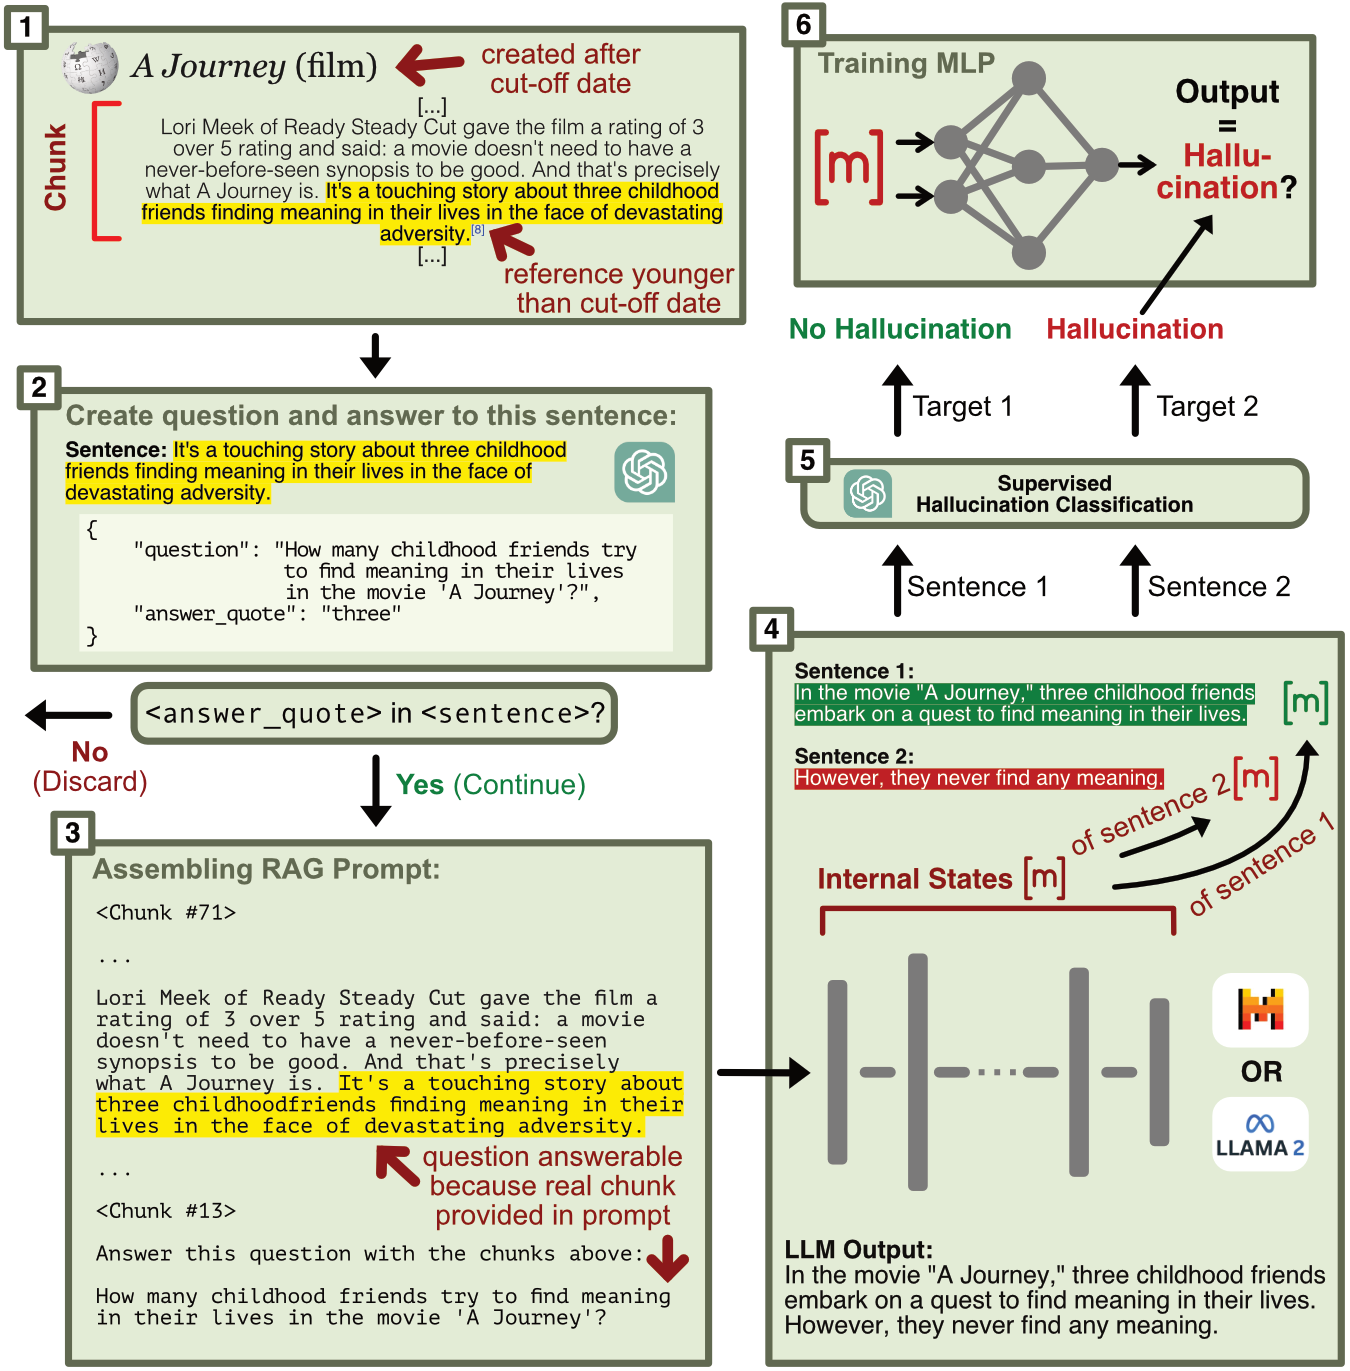 1
A Journey (film)
created after
cut-off date
Chunk
[...]
Lori Meek of Ready Steady Cut gave the film a rating of 3
over 5 rating and said: a movie doesn't need to have a
never-before-seen synopsis to be good. And that's precisely
what A Journey is. It's a touching story about three childhood
friends finding meaning in their lives in the face of devastating
adversity.[8]
[...]
reference younger
than cut-off date
2
Create question and answer to this sentence:
Sentence: It's a touching story about three childhood
friends finding meaning in their lives in the face of
devastating adversity.
{
"question": "How many childhood friends try
to find meaning in their lives
in the movie 'A Journey'?",
"answer_quote": "three"
}
<answer_quote> in <sentence>?
No
(Discard)
Yes (Continue)
3
Assembling RAG Prompt:
<Chunk #71>
...
Lori Meek of Ready Steady Cut gave the film a
rating of 3 over 5 rating and said: a movie
doesn't need to have a never-before-seen
synopsis to be good. And that's precisely
what A Journey is. It's a touching story about
three childhoodfriends finding meaning in their
lives in the face of devastating adversity.
...
question answerable
because real chunk
provided in prompt
<Chunk #13>
Answer this question with the chunks above:
How many childhood friends try to find meaning
in their lives in the movie 'A Journey'?
4
Sentence 1:
In the movie "A Journey," three childhood friends
embark on a quest to find meaning in their lives.
[m]
Sentence 2:
However, they never find any meaning.
[m]
of sentence 2
of sentence 1
Internal States [m]
OR
LLAMA 2
LLM Output:
In the movie "A Journey," three childhood friends
embark on a quest to find meaning in their lives.
However, they never find any meaning.
Sentence 1
Sentence 2
5
Supervised
Hallucination Classification
Target 1
Target 2
No Hallucination
Hallucination
6
Training MLP
[m]
Output
=
Hallu-
cination?